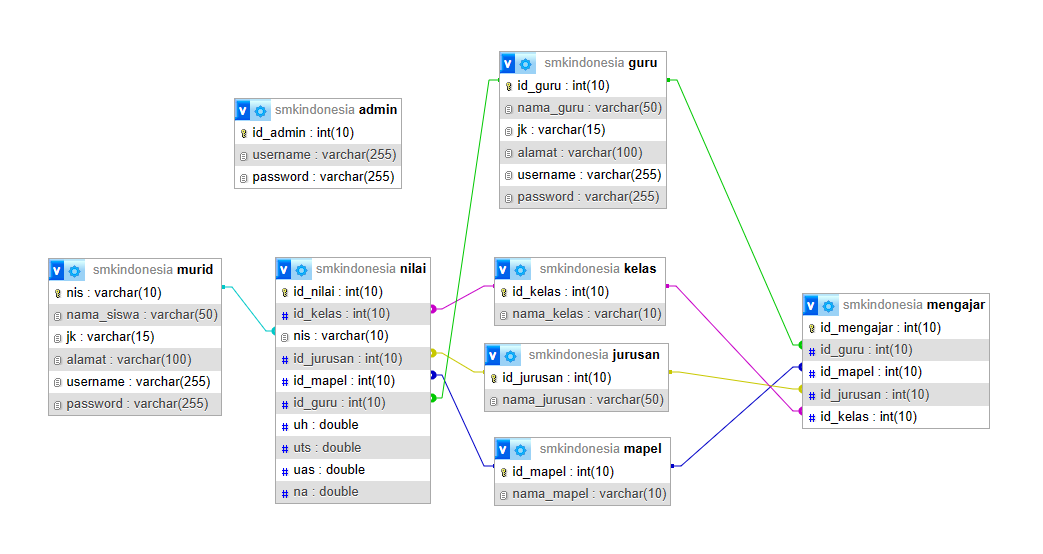 smkindonesia guru
id_guru : int(10)
nama_guru : varchar(50)
jk : varchar(15)
alamat : varchar(100)
username : varchar(255)
password : varchar(255)
smkindonesia admin
id_admin : int(10)
username : varchar(255)
password : varchar(255)
smkindonesia murid
nis : varchar(10)
nama_siswa : varchar(50)
jk : varchar(15)
alamat : varchar(100)
username : varchar(255)
password : varchar(255)
smkindonesia nilai
id_nilai : int(10)
id_kelas : int(10)
nis : varchar(10)
id_jurusan : int(10)
id_mapel : int(10)
id_guru : int(10)
uh : double
uts : double
uas : double
na : double
smkindonesia kelas
id_kelas : int(10)
nama_kelas : varchar(10)
smkindonesia jurusan
id_jurusan : int(10)
nama_jurusan : varchar(50)
smkindonesia mapel
id_mapel : int(10)
nama_mapel : varchar(10)
smkindonesia mengajar
id_mengajar : int(10)
id_guru : int(10)
id_mapel : int(10)
id_jurusan : int(10)
id_kelas : int(10)